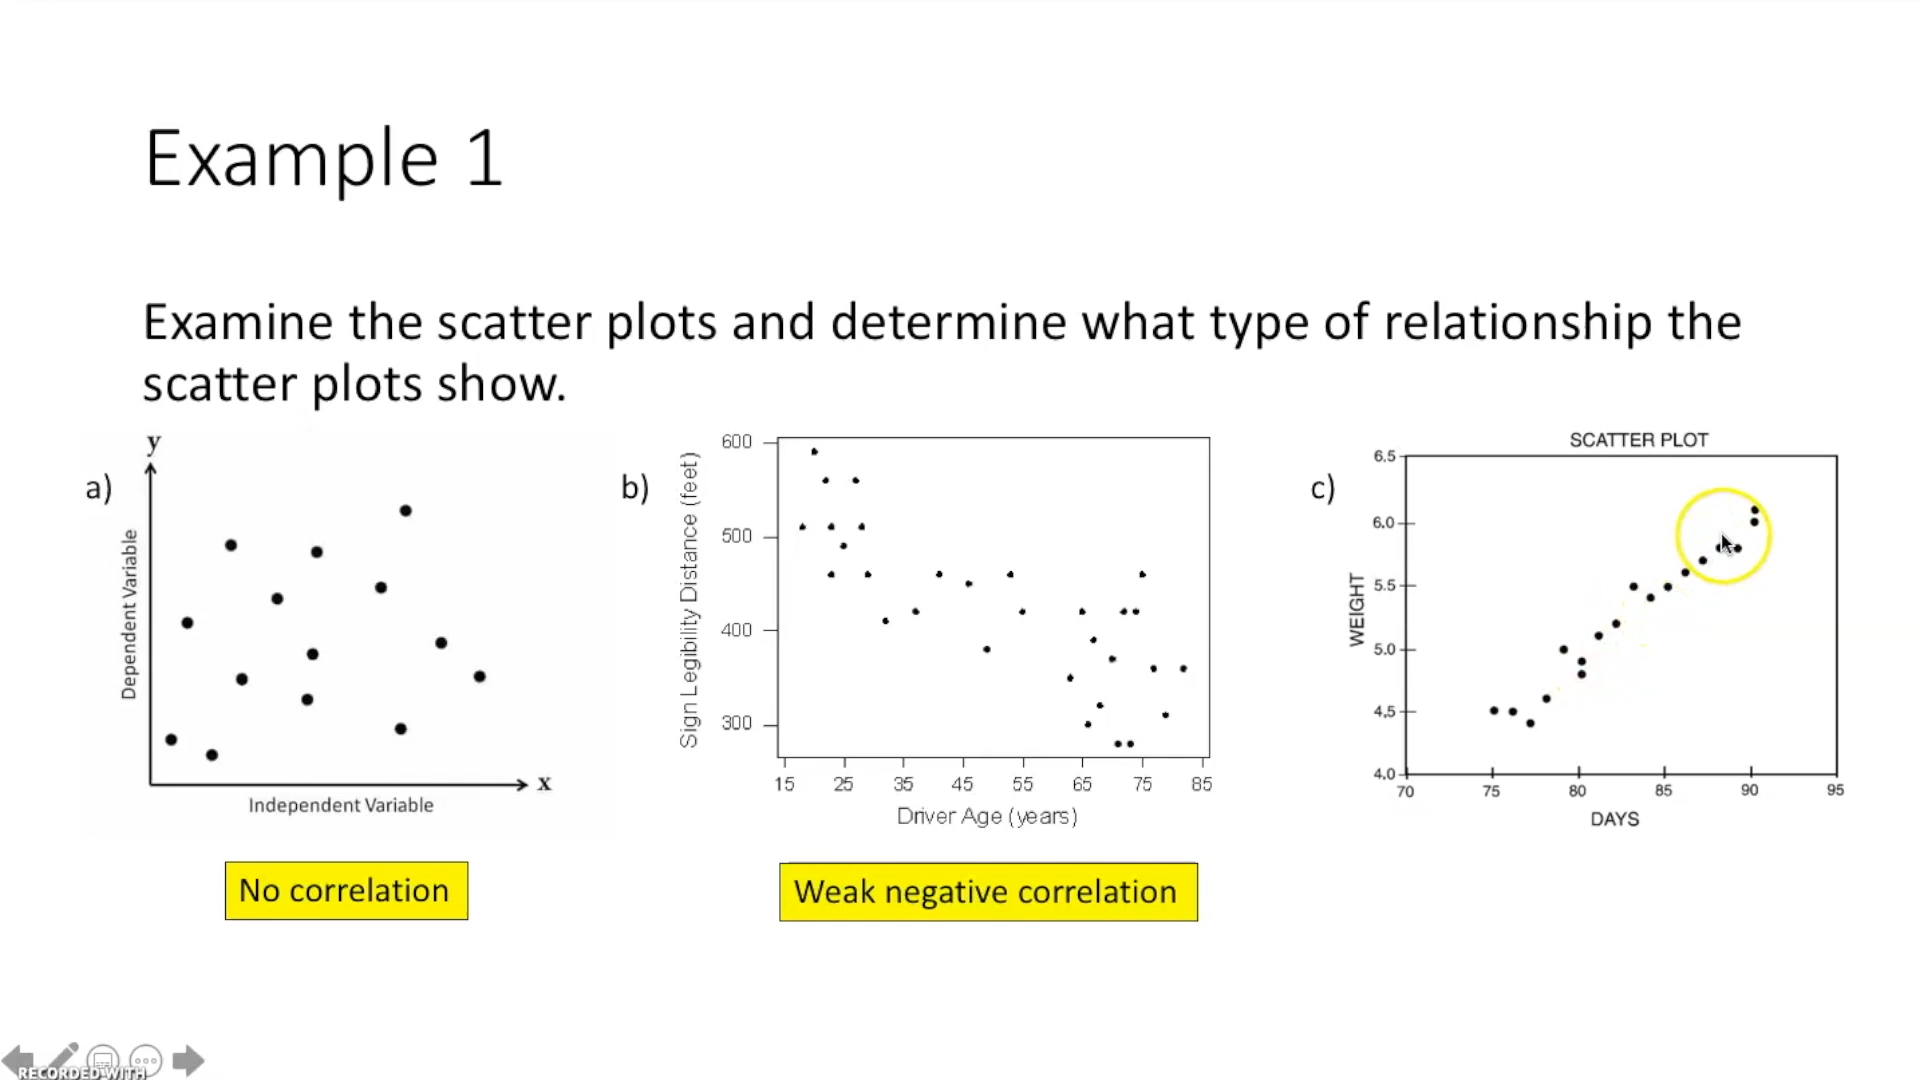 Example 1
Examine the scatter plots and determine what type of relationship the
scatter plots show.
a)
y
Dependent Variable
x
Independent Variable
No correlation
b)
Sign Legibility Distance (feet)
600
500
400
300
15 25 35 45 55 65 75 85
Driver Age (years)
Weak negative correlation
c)
SCATTER PLOT
WEIGHT
6.5
6.0
5.5
5.0
4.5
4.0
70 75 80 85 90 95
DAYS
RECORDED WITH